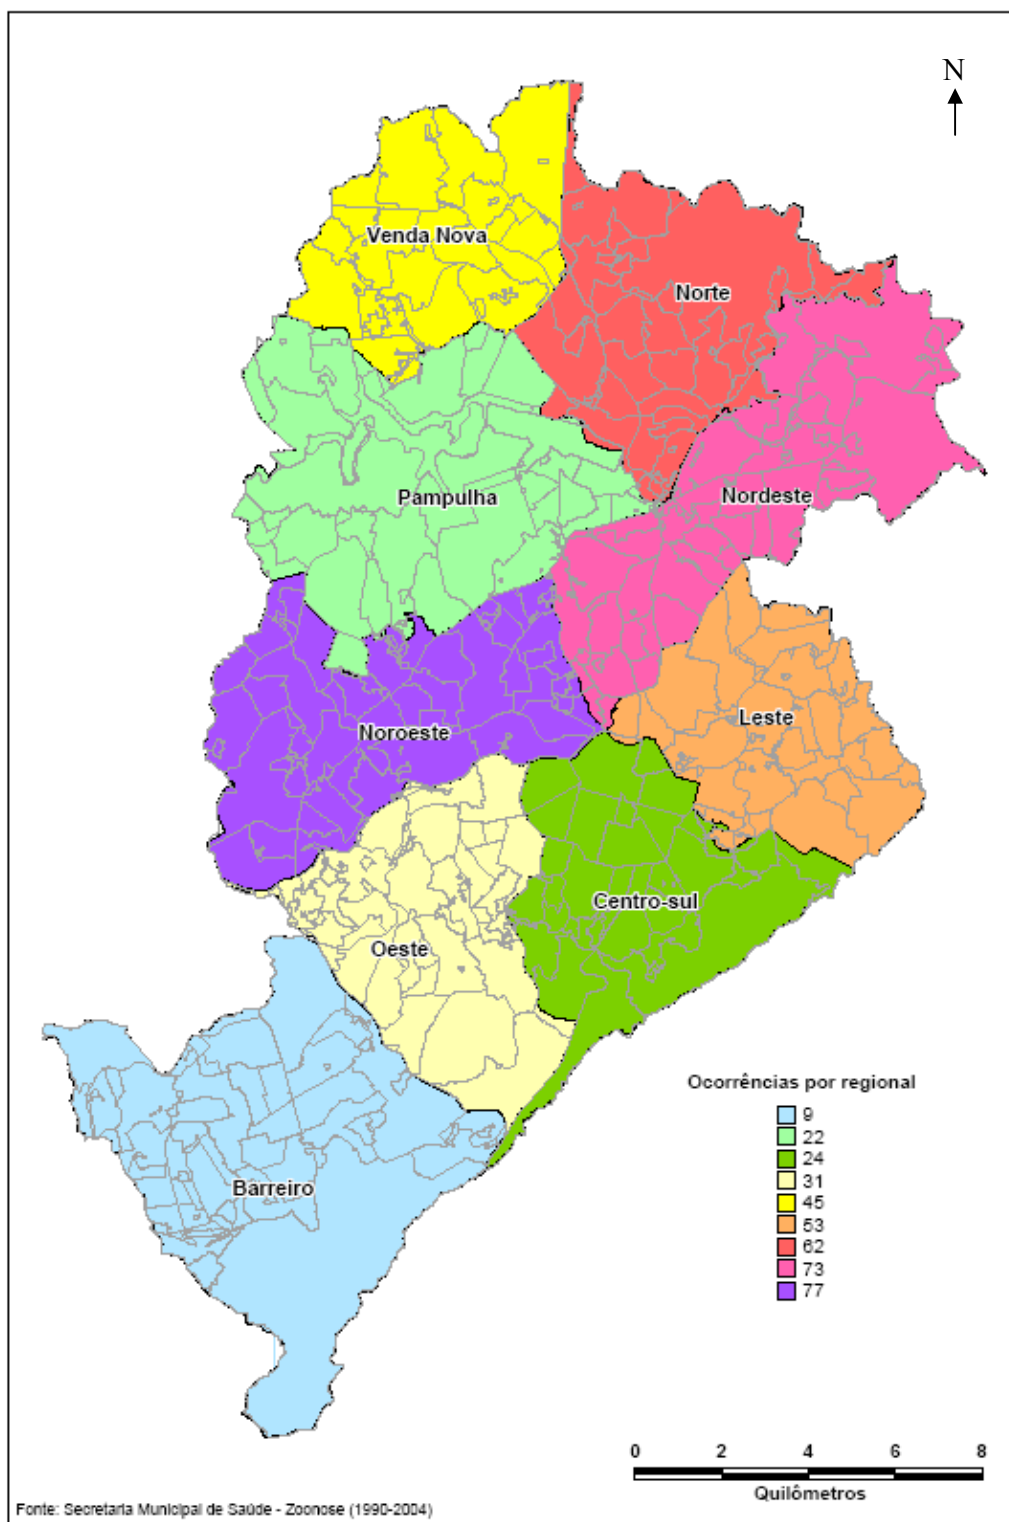 N
Venda Nova
Norte
Pampulha
Nordeste
Leste
Noroeste
Centro-sul
Oeste
Barreiro
Ocorrências por regional
9
22
24
31
45
53
62
73
77
0 2 4 6 8
Quilômetros
Fonte: Secretaria Municipal de Saúde - Zoonose (1990-2004)